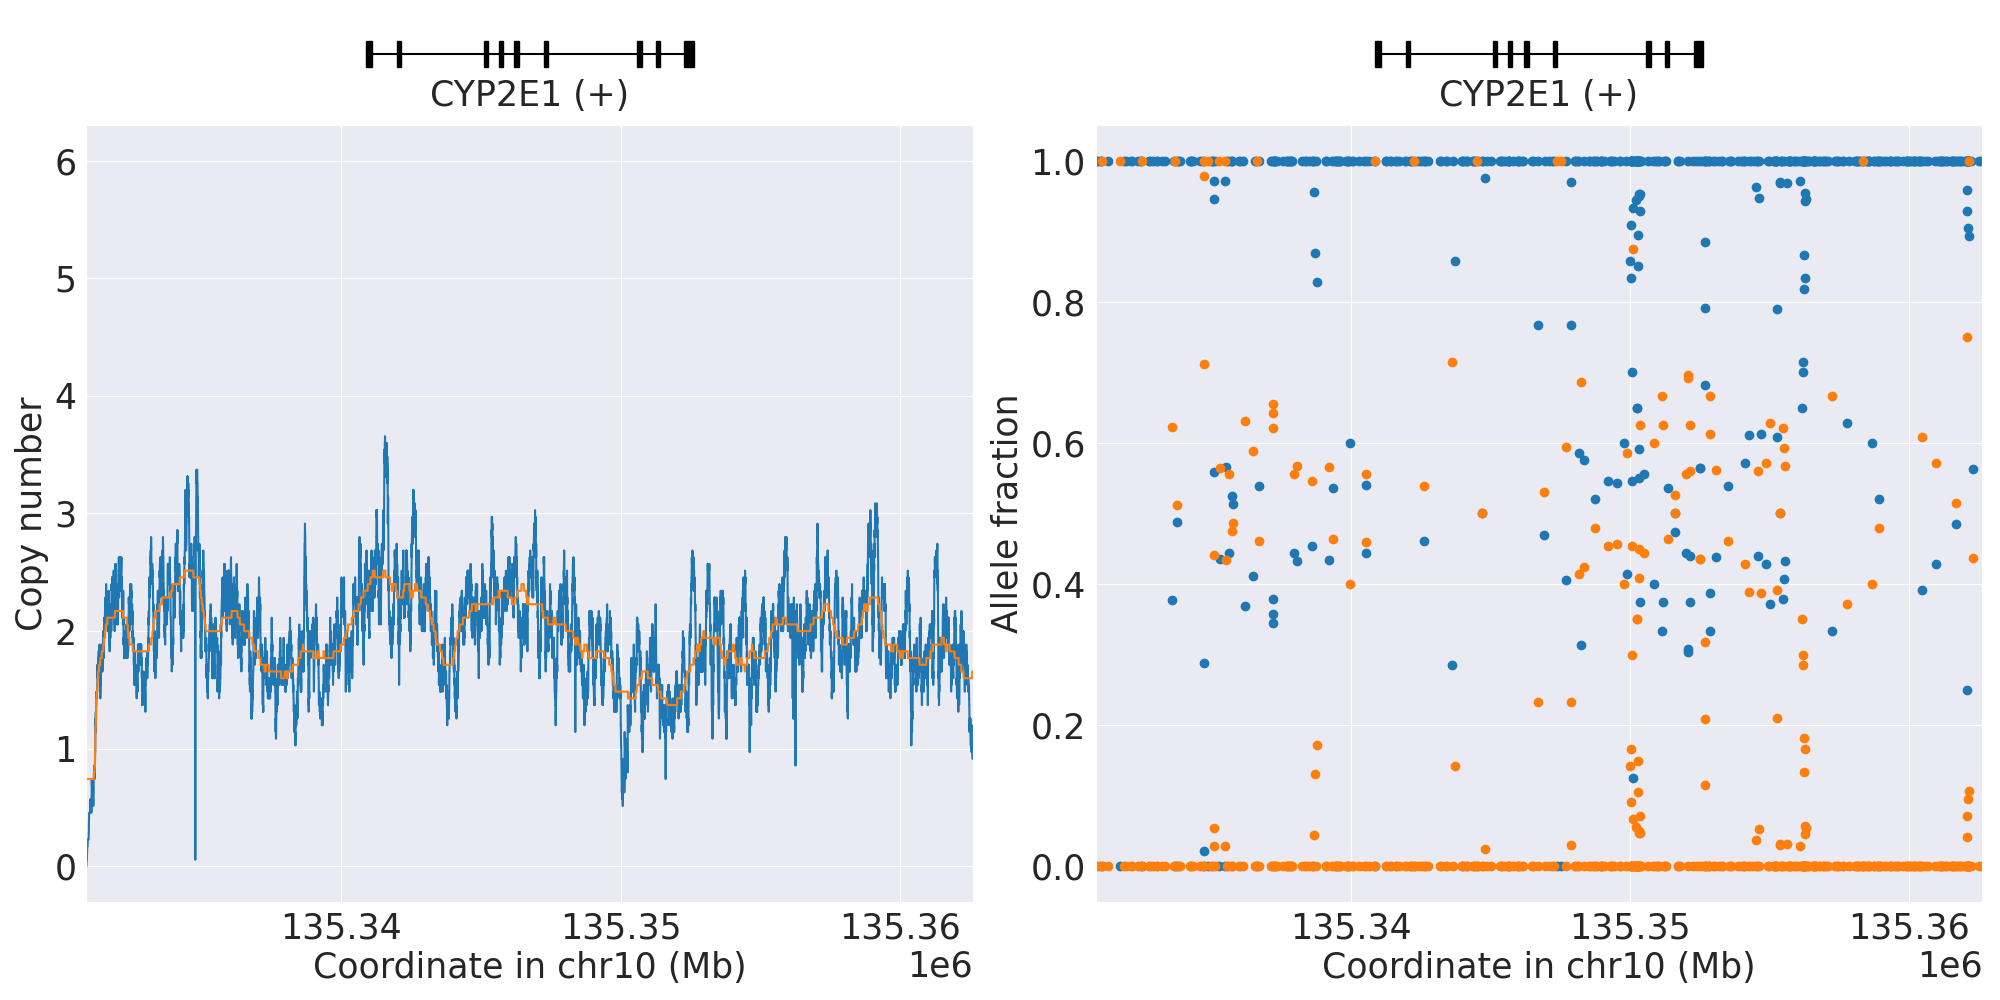 CYP2E1 (+)
6
5
4
3
2
1
0
Copy number
135.34 135.35 135.36
Coordinate in chr10 (Mb)
1e6
CYP2E1 (+)
1.0
0.8
0.6
0.4
0.2
0.0
Allele fraction
135.34 135.35 135.36
Coordinate in chr10 (Mb)
1e6